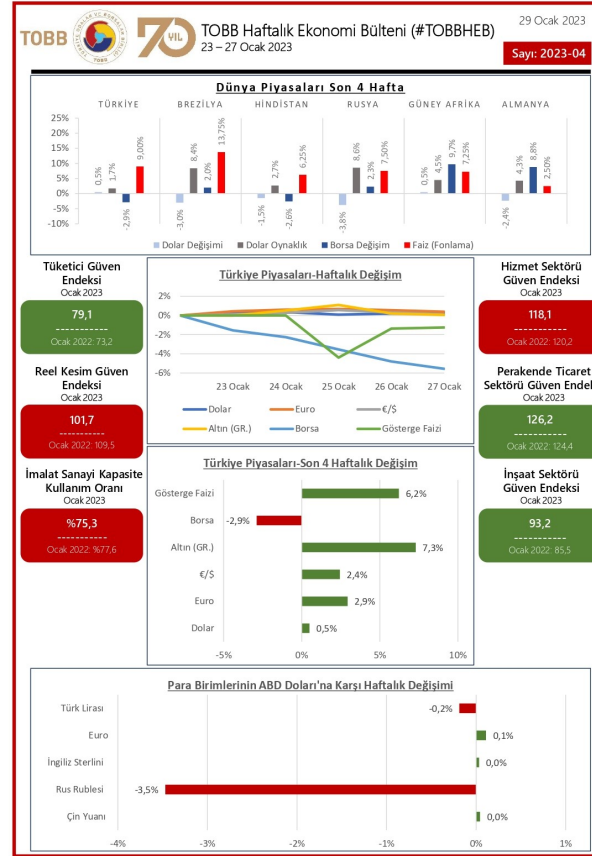 TOBB
70 YIL
TOBB Haftalık Ekonomi Bülteni (#TOBBHEB)
23 – 27 Ocak 2023
29 Ocak 2023
Sayı: 2023-04
Dünya Piyasaları Son 4 Hafta
TÜRKİYE BREZİLYA HİNDİSTAN RUSYA GÜNEY AFRİKA ALMANYA
25%
20%
15%
10%
5%
0%
-5%
-10%
0,5% 1,7% -2,9% 9,00%
-3,0% 8,4% 2,0% 13,75%
-1,5% 2,7% -2,6% 6,25%
-3,8% 8,6% 2,3% 7,50%
0,5% 4,5% 9,7% 7,25%
-2,4% 4,3% 8,8% 2,50%
Dolar Değişimi Dolar Oynaklık Borsa Değişim Faiz (Fonlama)
Tüketici Güven
Endeksi
Ocak 2023
79,1
-----------
Ocak 2022: 73,2
Reel Kesim Güven
Endeksi
Ocak 2023
101,7
-----------
Ocak 2022: 109,5
İmalat Sanayi Kapasite
Kullanım Oranı
Ocak 2023
%75,3
-----------
Ocak 2022: %77,6
Türkiye Piyasaları-Haftalık Değişim
2%
0%
-2%
-4%
-6%
23 Ocak 24 Ocak 25 Ocak 26 Ocak 27 Ocak
Dolar Euro €/$
Altın (GR.) Borsa Gösterge Faizi
Türkiye Piyasaları-Son 4 Haftalık Değişim
Gösterge Faizi 6,2%
Borsa -2,9%
Altın (GR.) 7,3%
€/$ 2,4%
Euro 2,9%
Dolar 0,5%
-5% 0% 5% 10%
Hizmet Sektörü
Güven Endeksi
Ocak 2023
118,1
-----------
Ocak 2022: 120,2
Perakende Ticaret
Sektörü Güven Endek
Ocak 2023
126,2
-----------
Ocak 2022: 124,4
İnşaat Sektörü
Güven Endeksi
Ocak 2023
93,2
-----------
Ocak 2022: 85,5
Para Birimlerinin ABD Doları'na Karşı Haftalık Değişimi
Türk Lirası -0,2%
Euro 0,1%
İngiliz Sterlini 0,0%
Rus Rublesi -3,5%
Çin Yuanı 0,0%
-4% -3% -2% -1% 0% 1%